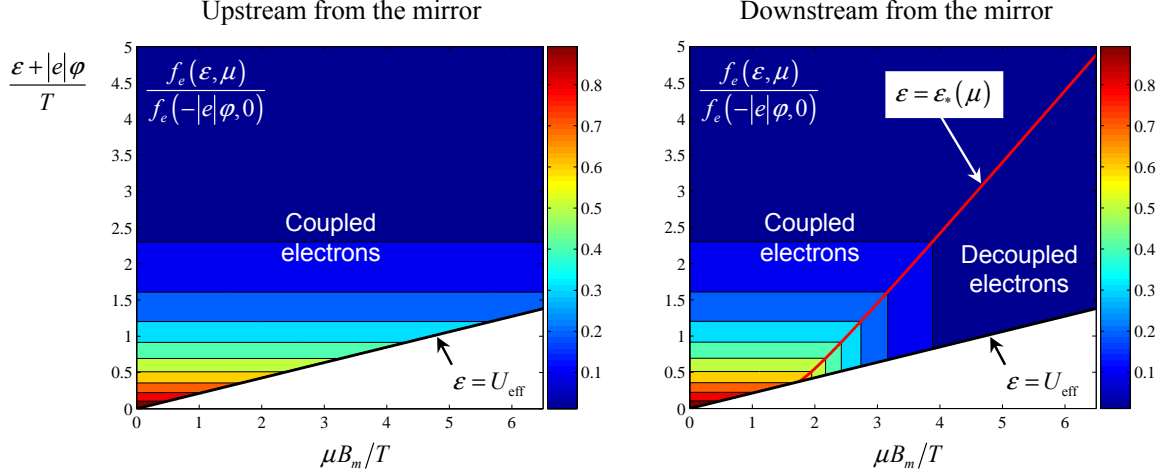 Upstream from the mirror
Downstream from the mirror
ε + |e|φ
T
5
4.5
4
3.5
3
2.5
2
1.5
1
0.5
0
0 1 2 3 4 5 6
μB_m/T
f_e(ε, μ)
f_e(−|e|φ, 0)
Coupled
electrons
ε = U_eff
0.8
0.7
0.6
0.5
0.4
0.3
0.2
0.1
5
4.5
4
3.5
3
2.5
2
1.5
1
0.5
0
0 1 2 3 4 5 6
μB_m/T
f_e(ε, μ)
f_e(−|e|φ, 0)
ε = ε_*(μ)
Coupled
electrons
Decoupled
electrons
ε = U_eff
0.8
0.7
0.6
0.5
0.4
0.3
0.2
0.1